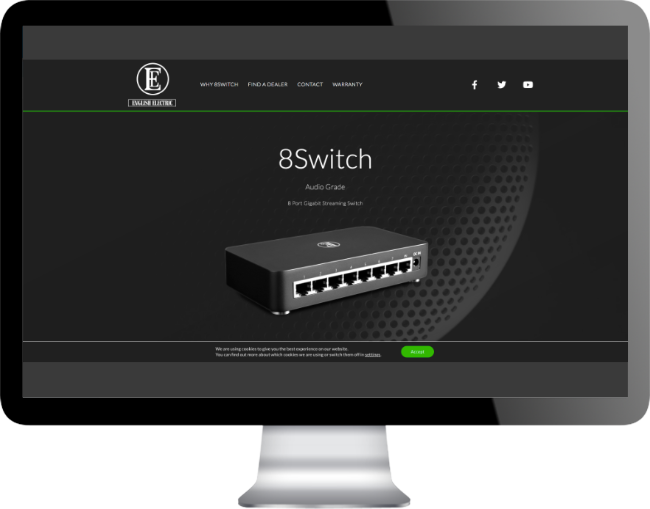 E
ENGLISH ELECTRIC
WHY 8SWITCH FIND A DEALER CONTACT WARRANTY
8Switch
Audio Grade
8 Port Gigabit Streaming Switch
We are using cookies to give you the best experience on our website.
You can find out more about which cookies we are using or switch them off in settings.
Accept